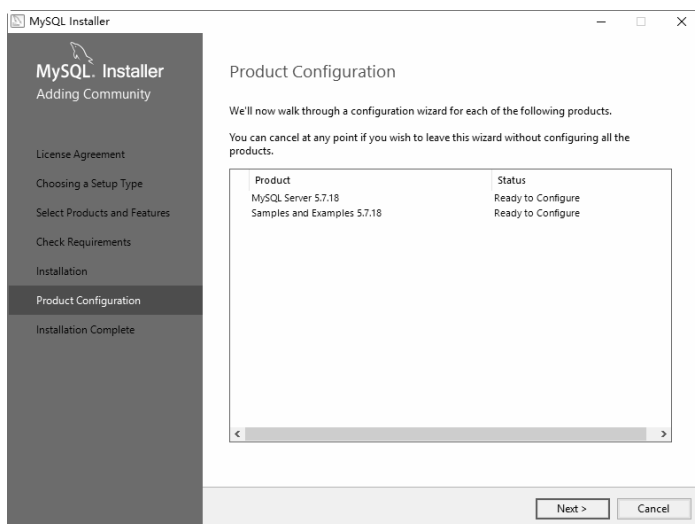 MySQL Installer
MySQL. Installer
Adding Community
License Agreement
Choosing a Setup Type
Select Products and Features
Check Requirements
Installation
Product Configuration
Installation Complete
Product Configuration
We'll now walk through a configuration wizard for each of the following products.
You can cancel at any point if you wish to leave this wizard without configuring all the
products.
Product Status
MySQL Server 5.7.18 Ready to Configure
Samples and Examples 5.7.18 Ready to Configure
Next > Cancel